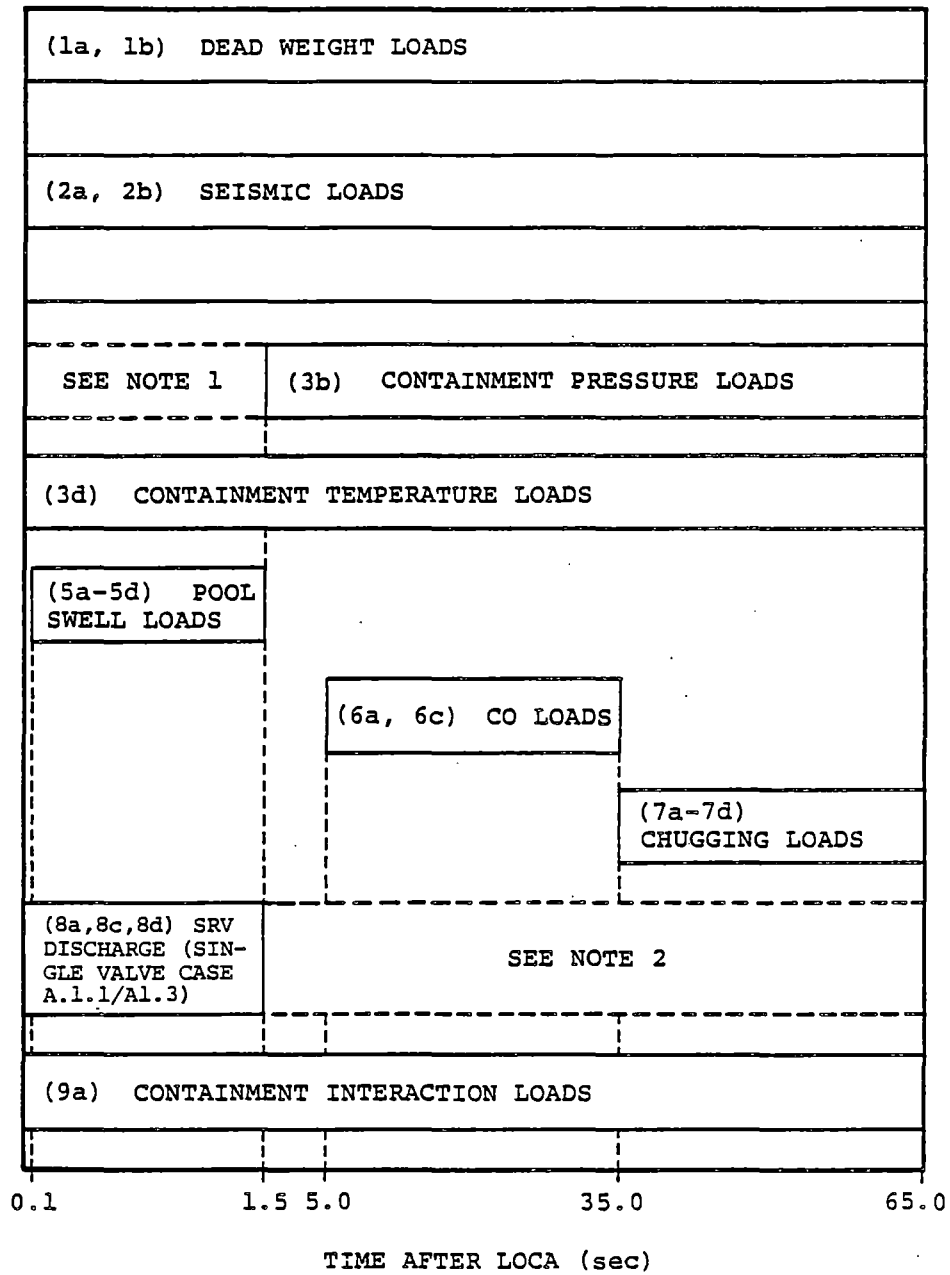 (1a, 1b) DEAD WEIGHT LOADS
(2a, 2b) SEISMIC LOADS
SEE NOTE 1
(3b) CONTAINMENT PRESSURE LOADS
(3d) CONTAINMENT TEMPERATURE LOADS
(5a-5d) POOL
SWELL LOADS
(6a, 6c) CO LOADS
(7a-7d)
CHUGGING LOADS
(8a,8c,8d) SRV
DISCHARGE (SIN-
GLE VALVE CASE
A.1.1/A1.3)
SEE NOTE 2
(9a) CONTAINMENT INTERACTION LOADS
0.1 1.5 5.0 35.0 65.0
TIME AFTER LOCA (sec)